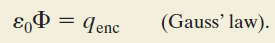 ε₀Φ = q_enc (Gauss' law).